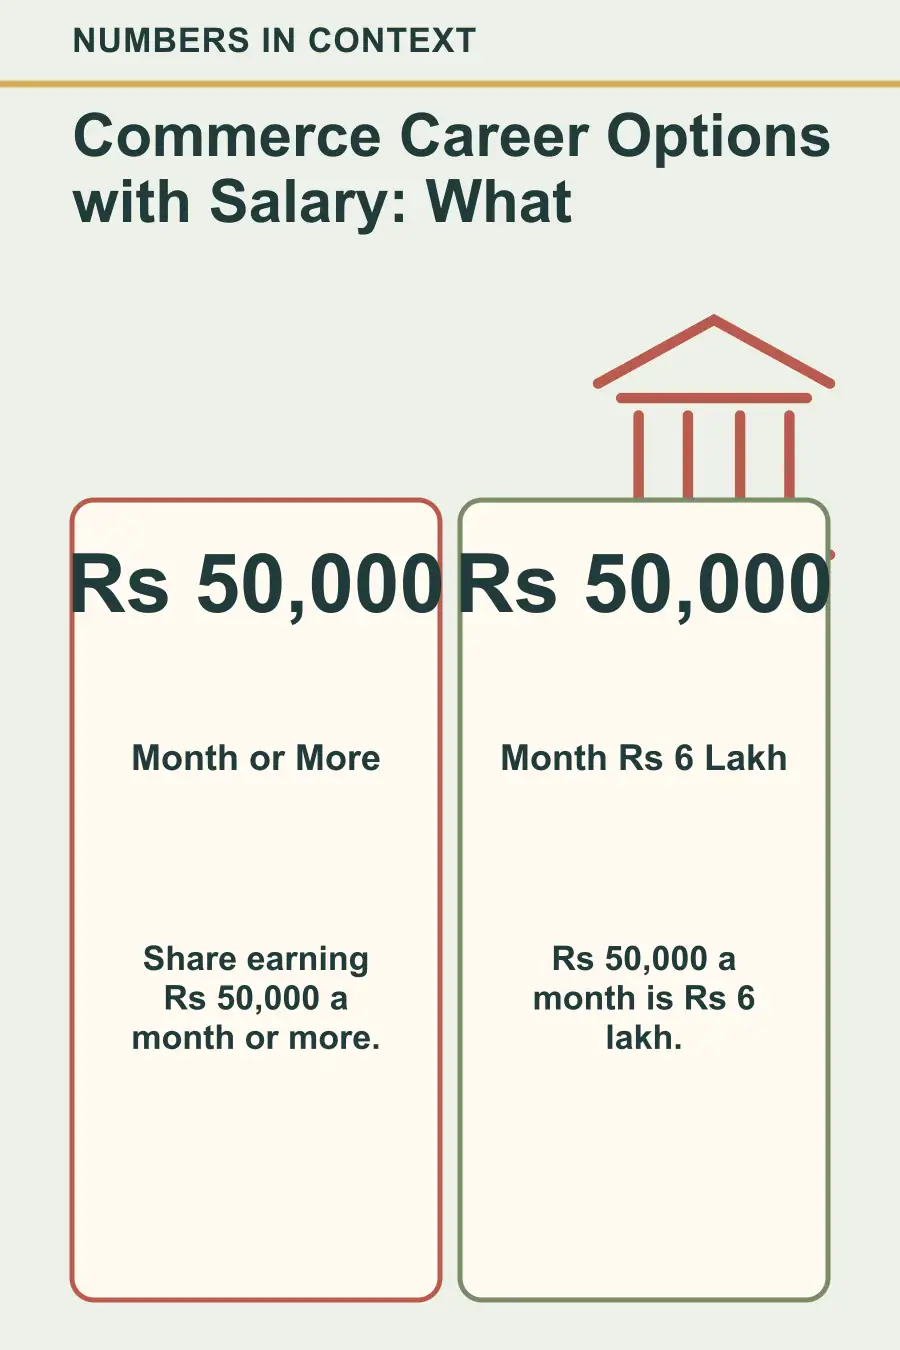 NUMBERS IN CONTEXT
Commerce Career Options
with Salary: What
Rs 50,000
Month or More
Share earning
Rs 50,000 a
month or more.
Rs 50,000
Month Rs 6 Lakh
Rs 50,000 a
month is Rs 6
lakh.